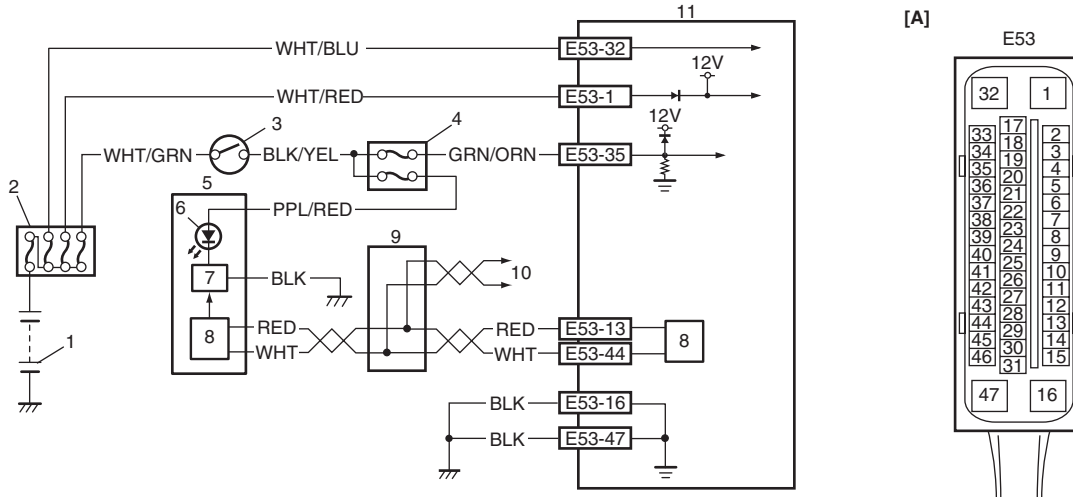 11
[A]
E53
WHT/BLU
E53-32
12V
WHT/RED
E53-1
12V
3
4
WHT/GRN
BLK/YEL
GRN/ORN
E53-35
5
2
6
PPL/RED
9
7
BLK
10
1
8
RED
WHT
RED
WHT
E53-13
E53-44
8
BLK
E53-16
BLK
E53-47
32
1
17
33
2
18
34
3
19
35
4
20
36
5
21
37
6
22
38
7
23
39
8
24
40
9
25
41
10
26
42
11
27
43
12
28
44
13
29
45
14
30
46
15
31
47
16